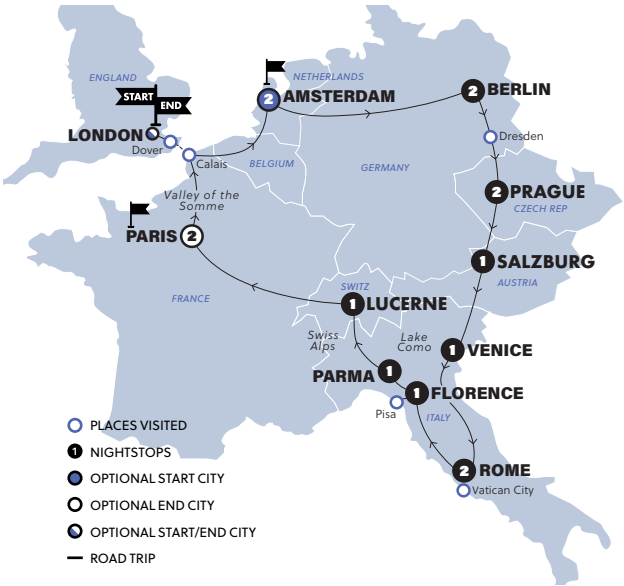 ENGLAND
NETHERLANDS
START
END
2
AMSTERDAM
2
BERLIN
LONDON
Dover
Calais
Dresden
BELGIUM
GERMANY
Valley of the
Somme
2
PRAGUE
CZECH REP
PARIS
2
1
SALZBURG
AUSTRIA
SWITZ
FRANCE
1
LUCERNE
Swiss
Alps
Lake
Como
1
VENICE
PARMA
1
1
FLORENCE
Pisa
ITALY
2
ROME
Vatican City
PLACES VISITED
1 NIGHTSTOPS
OPTIONAL START CITY
OPTIONAL END CITY
OPTIONAL START/END CITY
ROAD TRIP